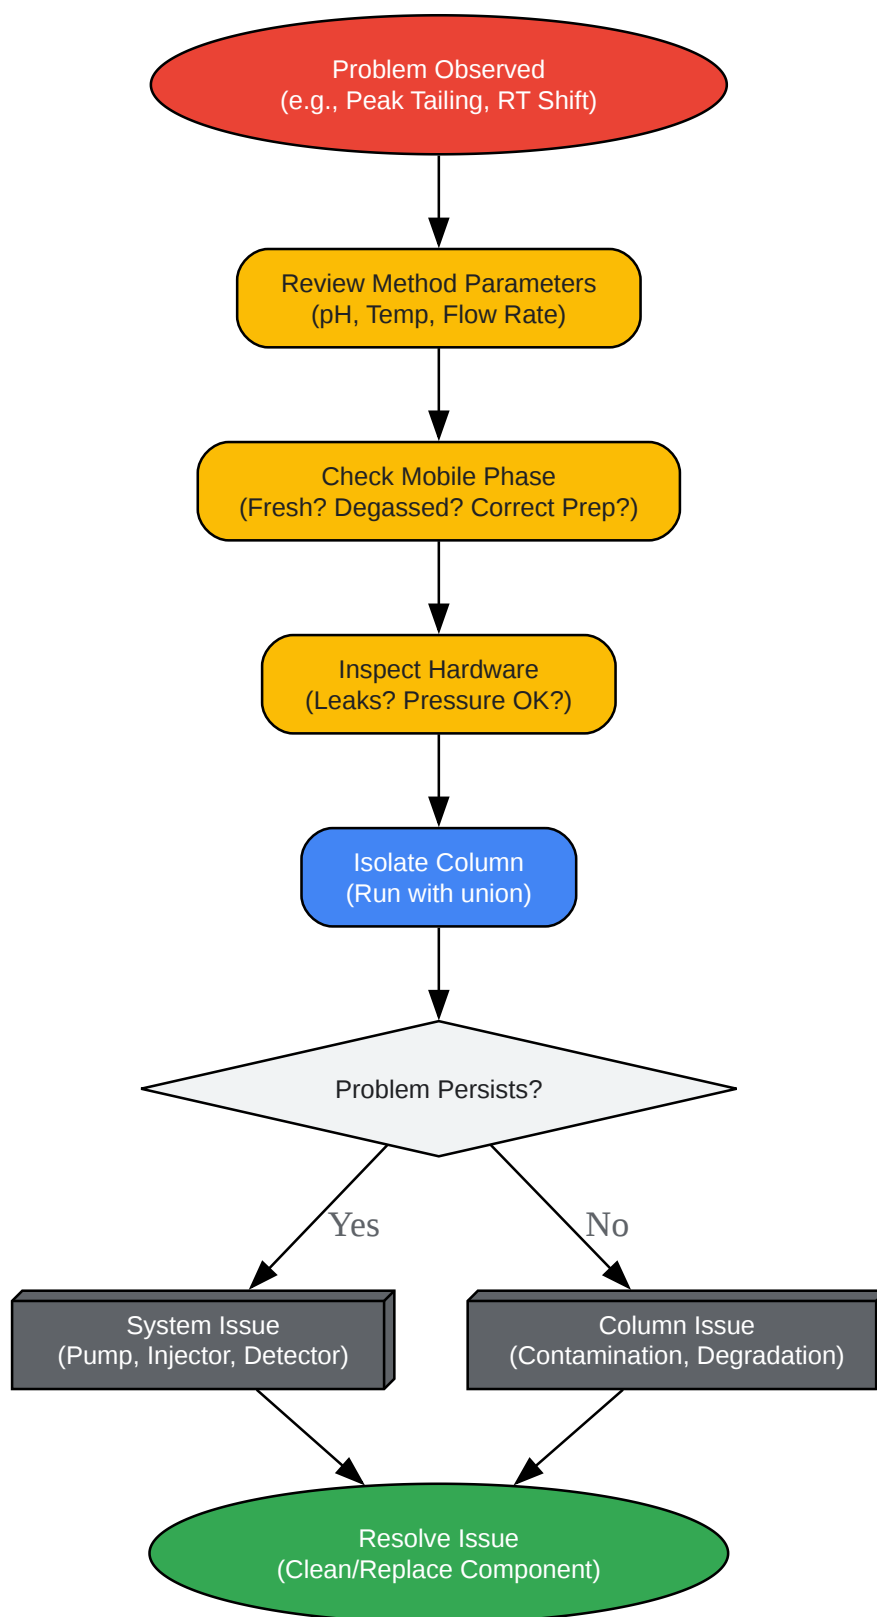 Problem Observed
(e.g., Peak Tailing, RT Shift)
Review Method Parameters
(pH, Temp, Flow Rate)
Check Mobile Phase
(Fresh? Degassed? Correct Prep?)
Inspect Hardware
(Leaks? Pressure OK?)
Isolate Column
(Run with union)
Problem Persists?
Yes
No
System Issue
(Pump, Injector, Detector)
Column Issue
(Contamination, Degradation)
Resolve Issue
(Clean/Replace Component)